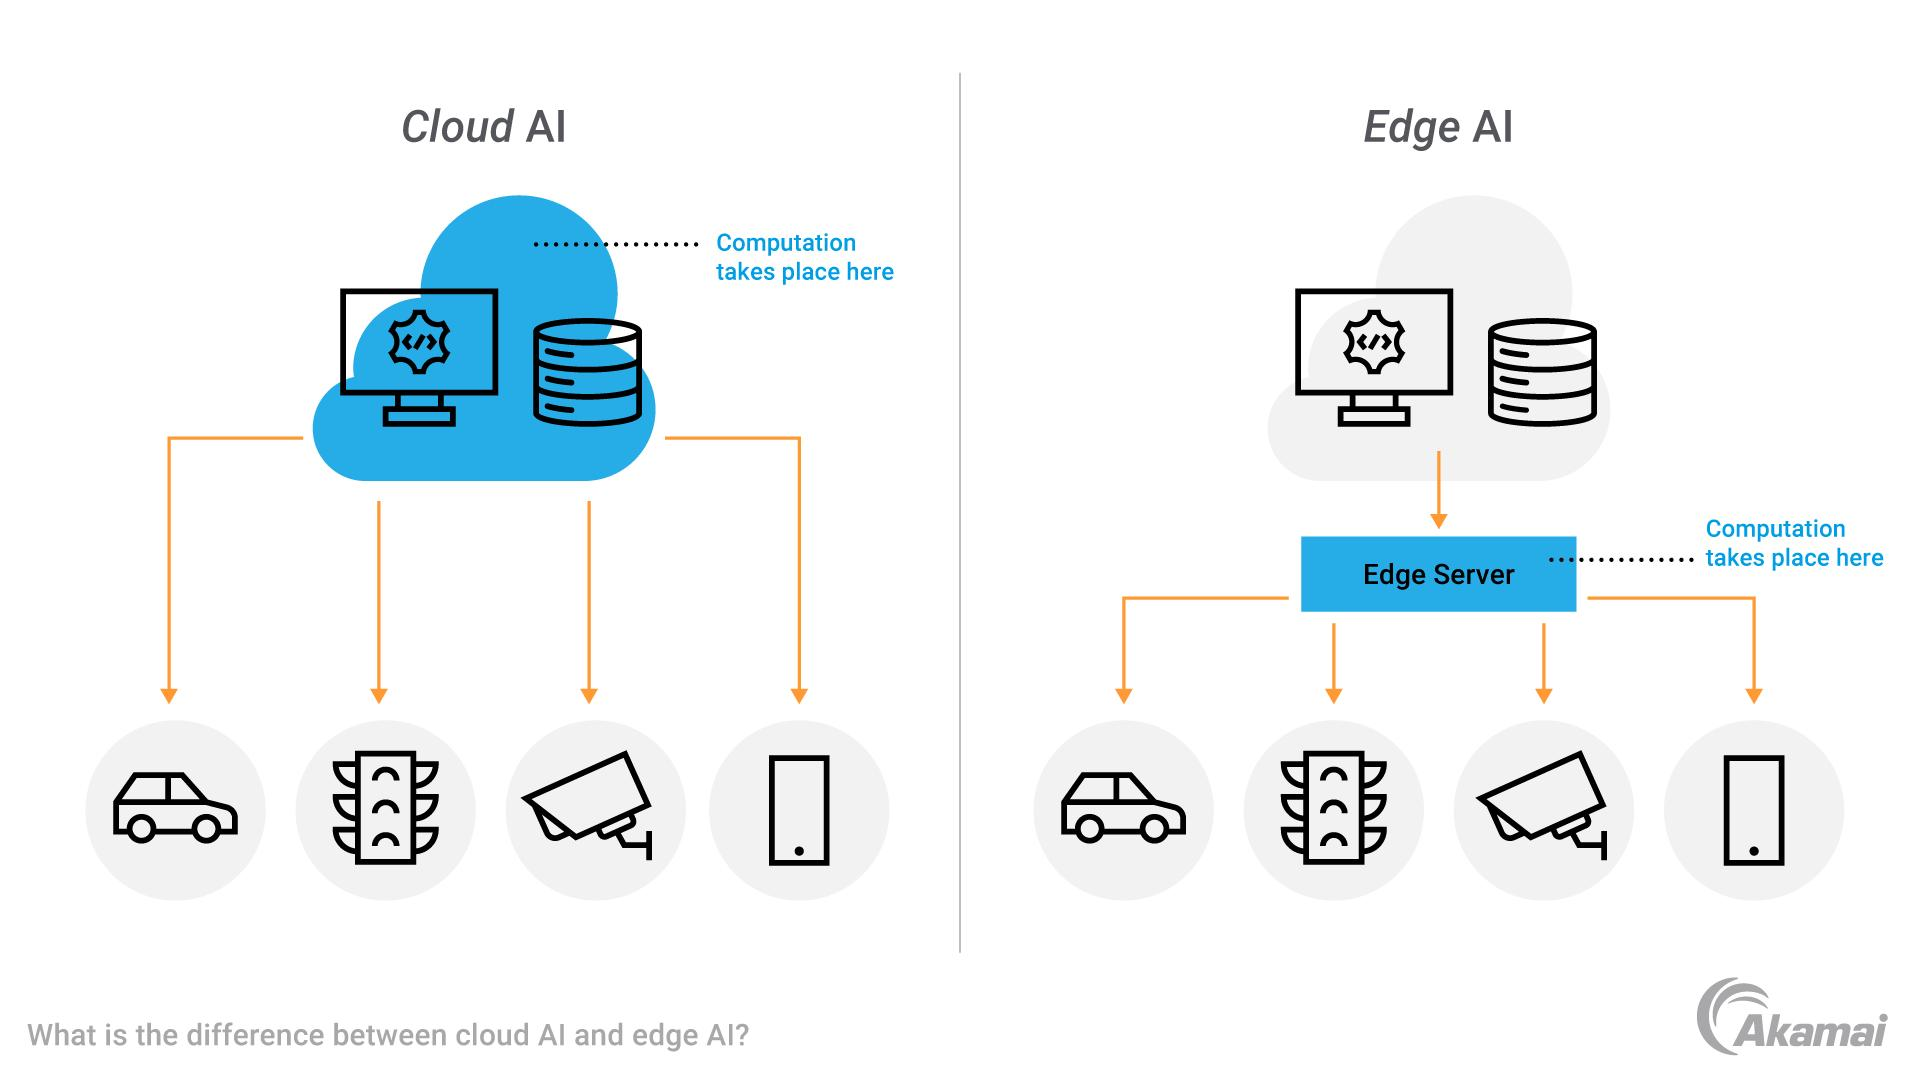 Cloud AI
Computation
takes place here
</>
Edge AI
</>
Computation
takes place here
Edge Server
What is the difference between cloud AI and edge AI?
Akamai